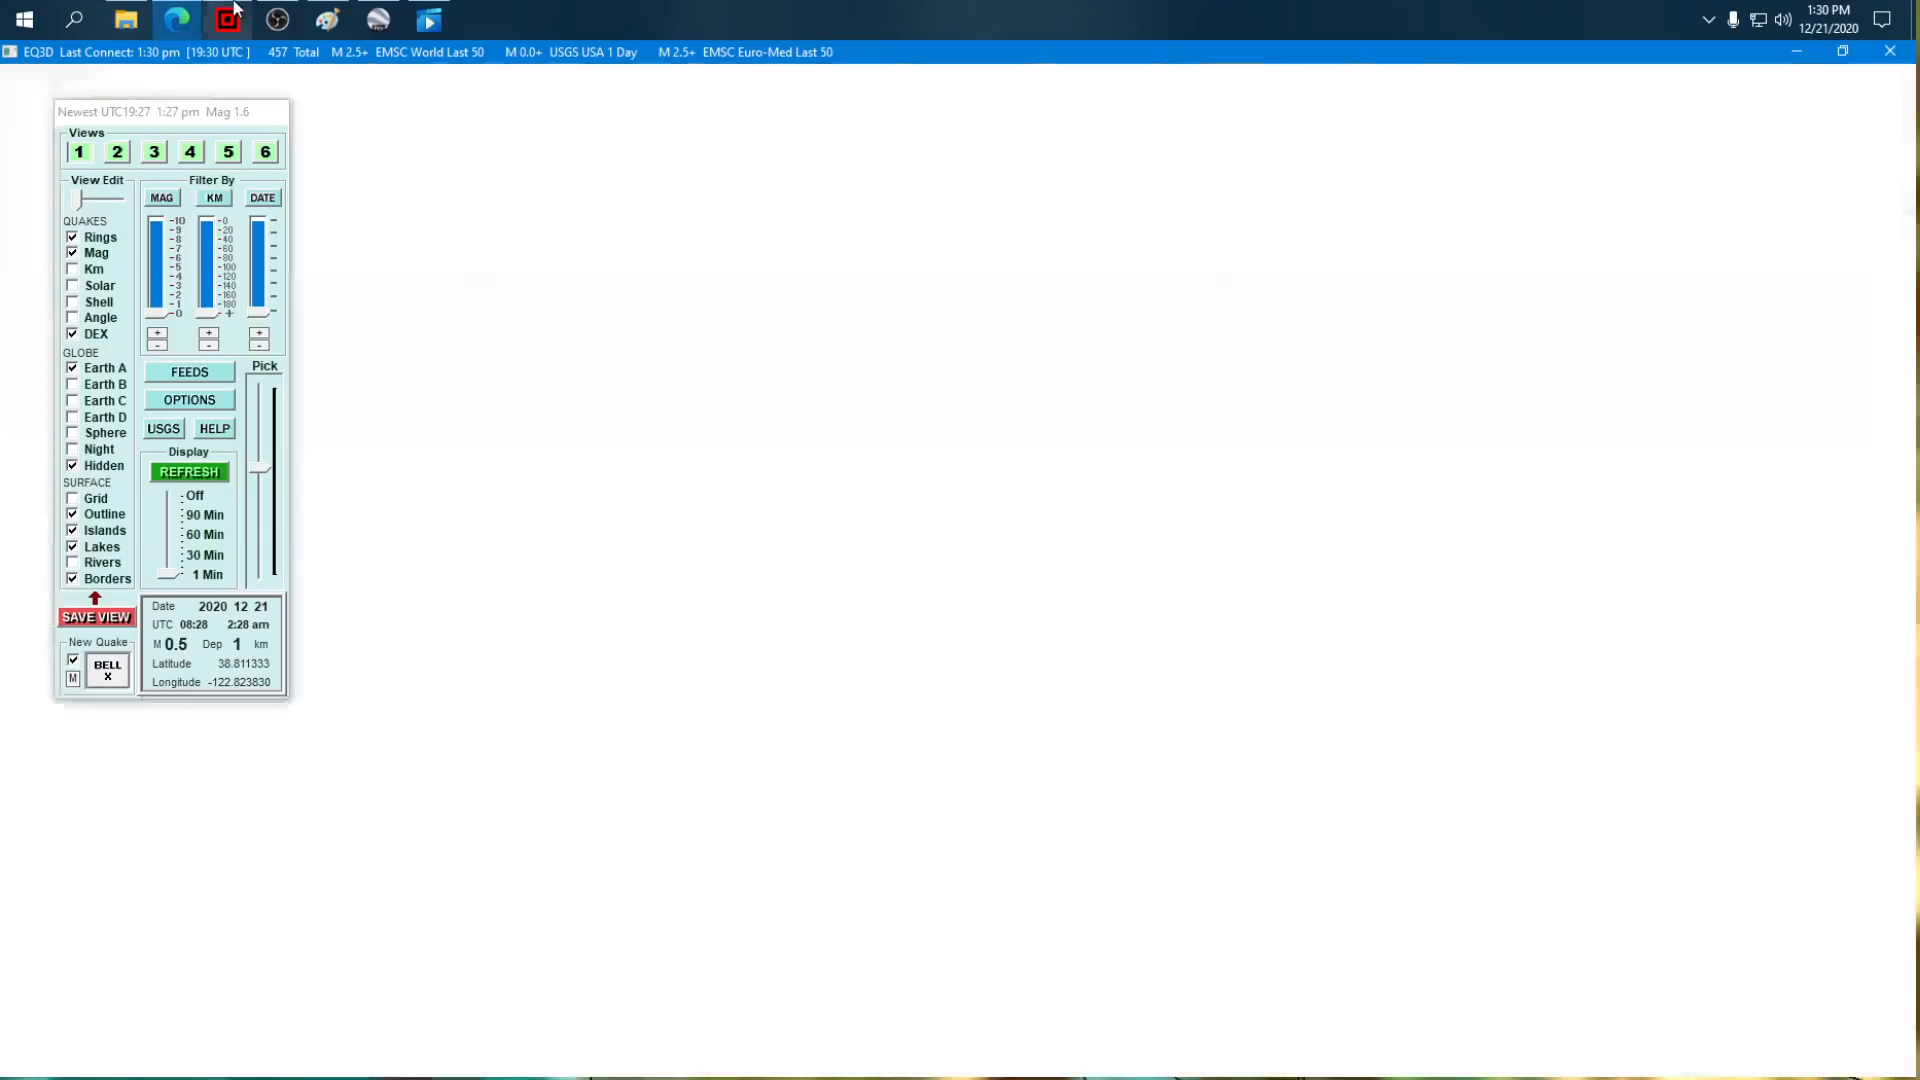 1:30 PM
12/21/2020
EQ3D Last Connect: 1:30 pm [19:30 UTC ] 457 Total M 2.5+ EMSC World Last 50 M 0.0+ USGS USA 1 Day M 2.5+ EMSC Euro-Med Last 50
Newest UTC19:27 1:27 pm Mag 1.6
Views
1 2 3 4 5 6
View Edit
Filter By
MAG KM DATE
QUAKES
Rings
Mag
Km
Solar
Shell
Angle
DEX
-10
-9
-8
-7
-6
-5
-4
-3
-2
-1
-0
-0
-20
-40
-60
-80
-100
-120
-140
-160
-180
-+
+ + +
- - -
GLOBE
Earth A
Earth B
Earth C
Earth D
Sphere
Night
Hidden
SURFACE
Grid
Outline
Islands
Lakes
Rivers
Borders
SAVE VIEW
New Quake
M
BELL
X
FEEDS
OPTIONS
USGS HELP
Pick
Display
REFRESH
Off
90 Min
60 Min
30 Min
1 Min
Date 2020 12 21
UTC 08:28 2:28 am
M 0.5 Dep 1 km
Latitude 38.811333
Longitude -122.823830